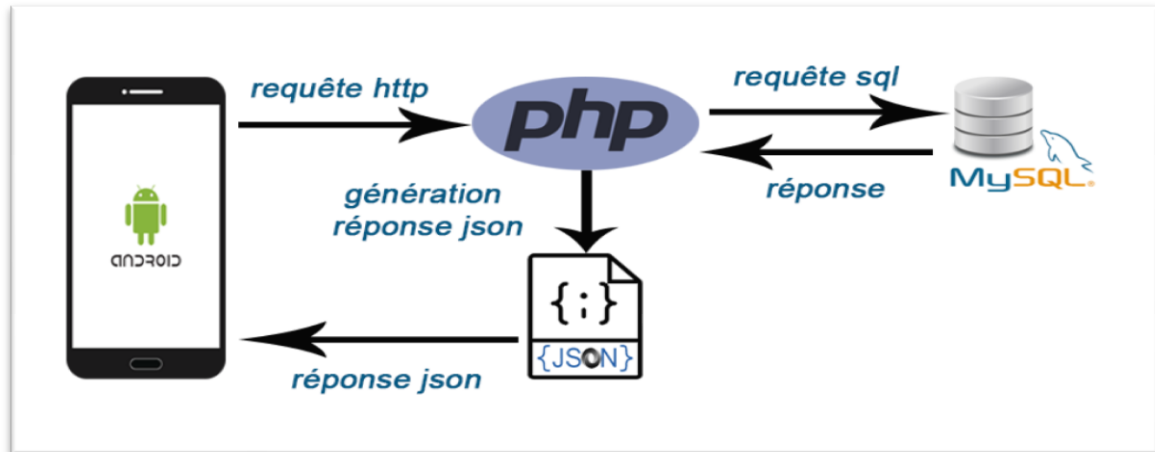 requête http
php
requête sql
MySQL®
réponse
génération
réponse json
ANDROID
{;}
{JSON}
réponse json